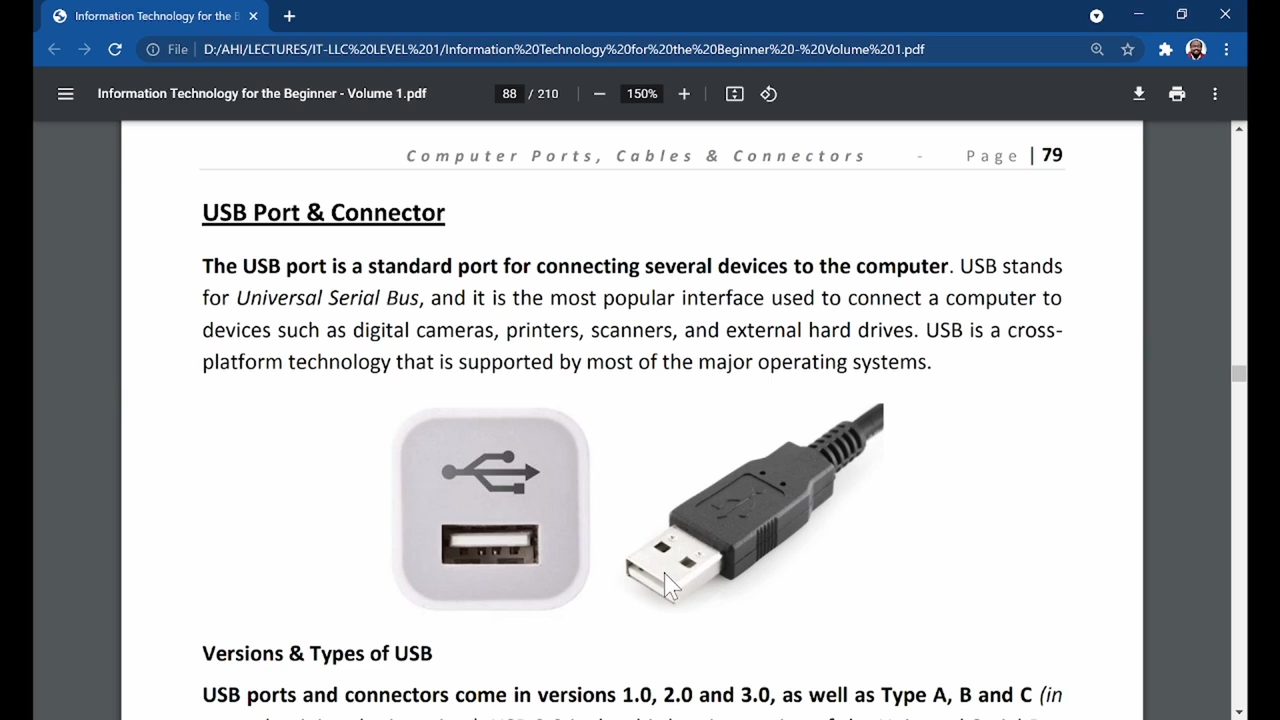 Information Technology for the B
File
D:/AHI/LECTURES/IT-LLC%20LEVEL%201/Information%20Technology%20for%20the%20Beginner%20-%20Volume%201.pdf
Information Technology for the Beginner - Volume 1.pdf
88 / 210
150%
Computer Ports, Cables & Connectors - Page | 79
USB Port & Connector
The USB port is a standard port for connecting several devices to the computer. USB stands
for Universal Serial Bus, and it is the most popular interface used to connect a computer to
devices such as digital cameras, printers, scanners, and external hard drives. USB is a cross-
platform technology that is supported by most of the major operating systems.
Versions & Types of USB
USB ports and connectors come in versions 1.0, 2.0 and 3.0, as well as Type A, B and C (in